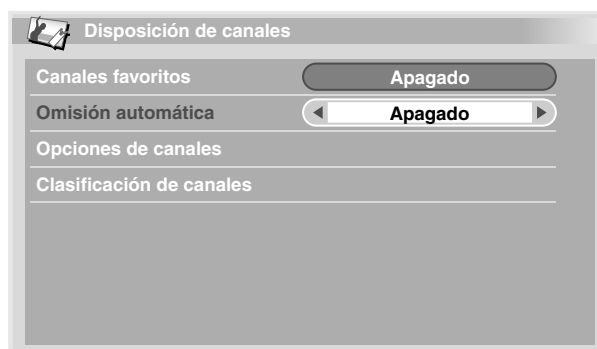 Disposición de canales
Canales favoritos Apagado
Omisión automática Apagado
Opciones de canales
Clasificación de canales